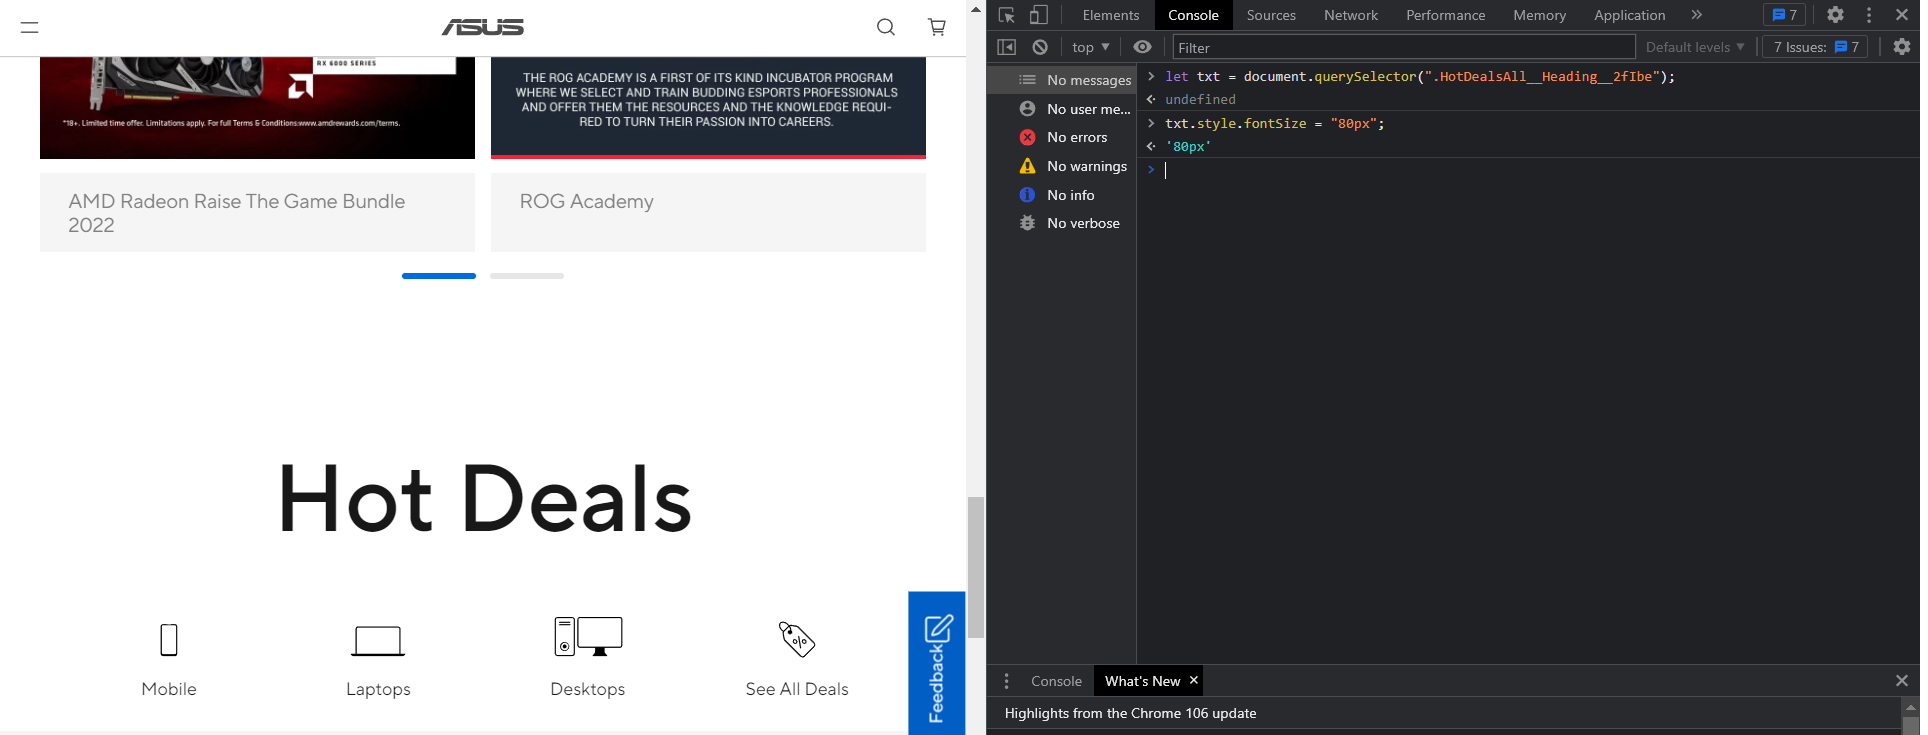 ASUS
RX 6000 SERIES
*18+. Limited time offer. Limitations apply. For full Terms & Conditions:www.amdrewards.com/terms.
THE ROG ACADEMY IS A FIRST OF ITS KIND INCUBATOR PROGRAM
WHERE WE SELECT AND TRAIN BUDDING ESPORTS PROFESSIONALS
AND OFFER THEM THE RESOURCES AND THE KNOWLEDGE REQUI-
RED TO TURN THEIR PASSION INTO CAREERS.
AMD Radeon Raise The Game Bundle
2022
ROG Academy
Hot Deals
Mobile
Laptops
Desktops
See All Deals
Feedback
Elements Console Sources Network Performance Memory Application 7
top Filter Default levels 7 Issues: 7
No messages
No user me...
No errors
No warnings
No info
No verbose
let txt = document.querySelector(".HotDealsAll__Heading__2fIbe");
undefined
txt.style.fontSize = "80px";
'80px'
Console What's New
Highlights from the Chrome 106 update